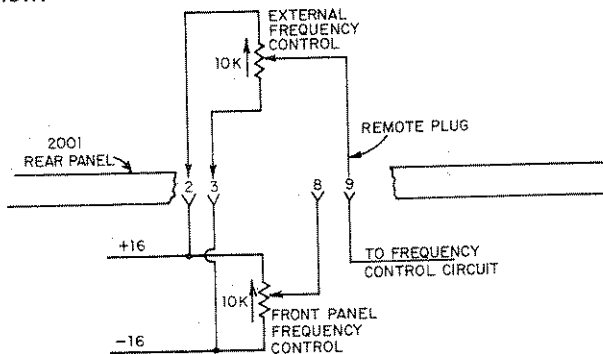 EXTERNAL
FREQUENCY
CONTROL
10K
REMOTE PLUG
2001
REAR PANEL
2 3 8 9
+16
TO FREQUENCY
CONTROL CIRCUIT
10K
FRONT PANEL
FREQUENCY
CONTROL
-16